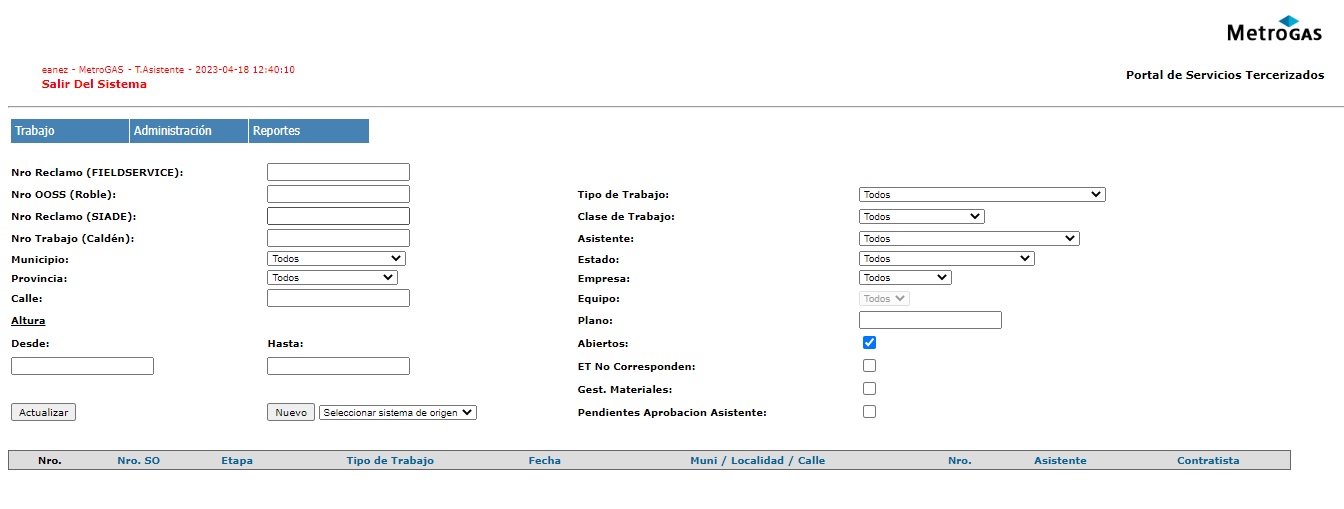 MetroGAS
eanez - MetroGAS - T.Asistente - 2023-04-18 12:40:10
Salir Del Sistema
Portal de Servicios Tercerizados
Trabajo Administración Reportes
Nro Reclamo (FIELDSERVICE):
Nro OOSS (Roble): Tipo de Trabajo: Todos
Nro Reclamo (SIADE): Clase de Trabajo: Todos
Nro Trabajo (Caldén): Asistente: Todos
Municipio: Todos Estado: Todos
Provincia: Todos Empresa: Todos
Calle: Equipo: Todos
Altura Plano:
Desde: Hasta: Abiertos:
ET No Corresponden:
Gest. Materiales:
Actualizar Nuevo Seleccionar sistema de origen Pendientes Aprobacion Asistente:
Nro. Nro. SO Etapa Tipo de Trabajo Fecha Muni / Localidad / Calle Nro. Asistente Contratista